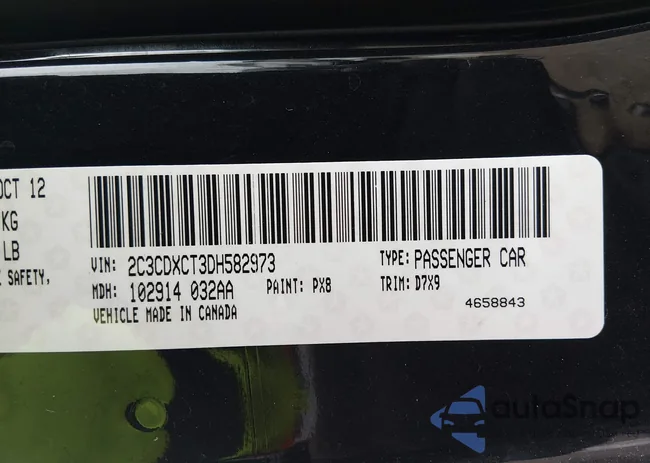 OCT 12
KG
LB
SAFETY,
VIN: 2C3CDXCT3DH582973
TYPE: PASSENGER CAR
MDH: 102914 032AA
PAINT: PX8
TRIM: D7X9
VEHICLE MADE IN CANADA
4658843
autoSnap